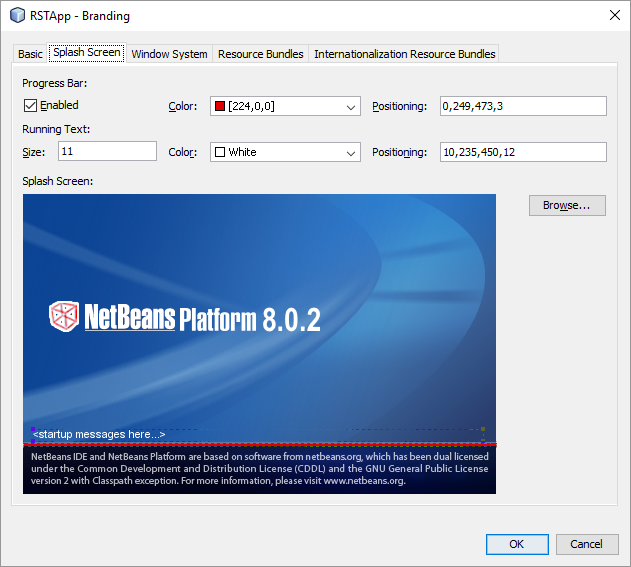 RSTApp - Branding
Basic Splash Screen Window System Resource Bundles Internationalization Resource Bundles
Progress Bar:
Enabled Color: [224,0,0] Positioning: 0,249,473,3
Running Text:
Size: 11 Color: White Positioning: 10,235,450,12
Splash Screen:
Browse...
NetBeans Platform 8.0.2
<startup messages here...>
NetBeans IDE and NetBeans Platform are based on software from netbeans.org, which has been dual licensed
under the Common Development and Distribution License (CDDL) and the GNU General Public License
version 2 with Classpath exception. For more information, please visit www.netbeans.org.
OK Cancel